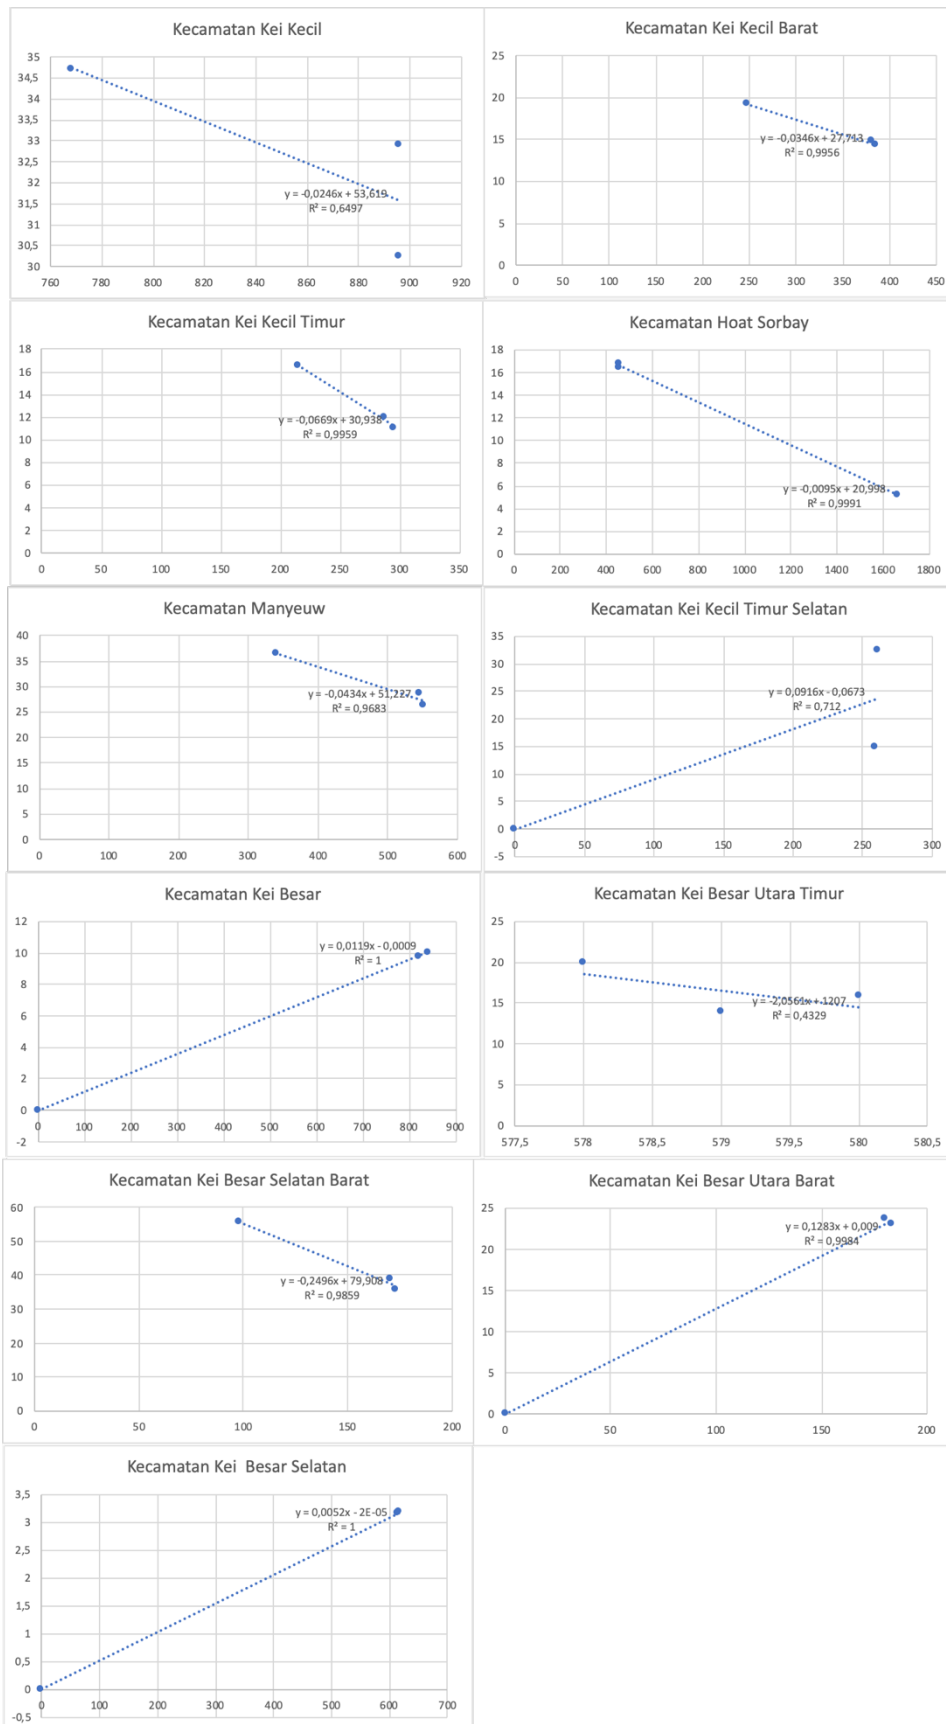 Kecamatan Kei Kecil
35
34,5
34
33,5
33
32,5
32
31,5
31
30,5
30
y = -0,0246x + 53,619
R² = 0,6497
760 780 800 820 840 860 880 900 920
Kecamatan Kei Kecil Barat
25
20
15
10
5
0
y = -0,0346x + 27,713
R² = 0,9956
0 50 100 150 200 250 300 350 400 450
Kecamatan Kei Kecil Timur
18
16
14
12
10
8
6
4
2
0
y = -0,0669x + 30,938
R² = 0,9959
0 50 100 150 200 250 300 350
Kecamatan Hoat Sorbay
18
16
14
12
10
8
6
4
2
0
y = -0,0095x + 20,998
R² = 0,9991
0 200 400 600 800 1000 1200 1400 1600 1800
Kecamatan Manyeuw
40
35
30
25
20
15
10
5
0
y = -0,0434x + 51,227
R² = 0,9683
0 100 200 300 400 500 600
Kecamatan Kei Kecil Timur Selatan
35
30
25
20
15
10
5
0
-5
y = 0,0916x - 0,0673
R² = 0,712
0 50 100 150 200 250 300
Kecamatan Kei Besar
12
10
8
6
4
2
0
-2
y = 0,0119x - 0,0009
R² = 1
0 100 200 300 400 500 600 700 800 900
Kecamatan Kei Besar Utara Timur
25
20
15
10
5
0
y = -2,0561x + 1207
R² = 0,4329
577,5 578 578,5 579 579,5 580 580,5
Kecamatan Kei Besar Selatan Barat
60
50
40
30
20
10
0
y = -0,2496x + 79,908
R² = 0,9859
0 50 100 150 200
Kecamatan Kei Besar Utara Barat
25
20
15
10
5
0
y = 0,1283x + 0,009
R² = 0,9984
0 50 100 150 200
Kecamatan Kei  Besar Selatan
3,5
3
2,5
2
1,5
1
0,5
0
-0,5
y = 0,0052x - 2E-05
R² = 1
0 100 200 300 400 500 600 700